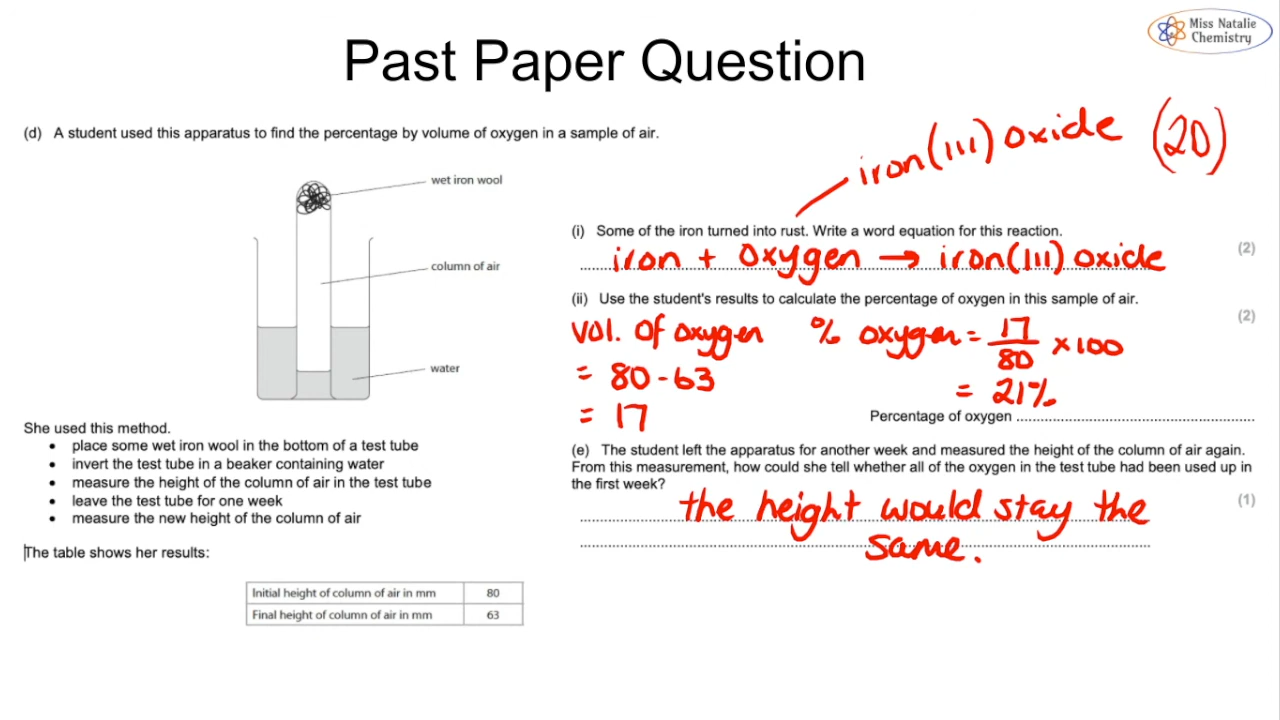 Miss Natalie
Chemistry
Past Paper Question
(d) A student used this apparatus to find the percentage by volume of oxygen in a sample of air.
wet iron wool
column of air
water
She used this method.
• place some wet iron wool in the bottom of a test tube
• invert the test tube in a beaker containing water
• measure the height of the column of air in the test tube
• leave the test tube for one week
• measure the new height of the column of air
The table shows her results:
Initial height of column of air in mm 80
Final height of column of air in mm 63
iron(III) oxide (20)
(i) Some of the iron turned into rust. Write a word equation for this reaction.
(2)
iron + oxygen → iron(III) oxide
(ii) Use the student's results to calculate the percentage of oxygen in this sample of air.
(2)
vol. of oxygen
= 80 - 63
= 17
% oxygen = 17/80 x 100
= 21%
Percentage of oxygen
(e) The student left the apparatus for another week and measured the height of the column of air again.
From this measurement, how could she tell whether all of the oxygen in the test tube had been used up in
the first week?
(1)
the height would stay the
same.